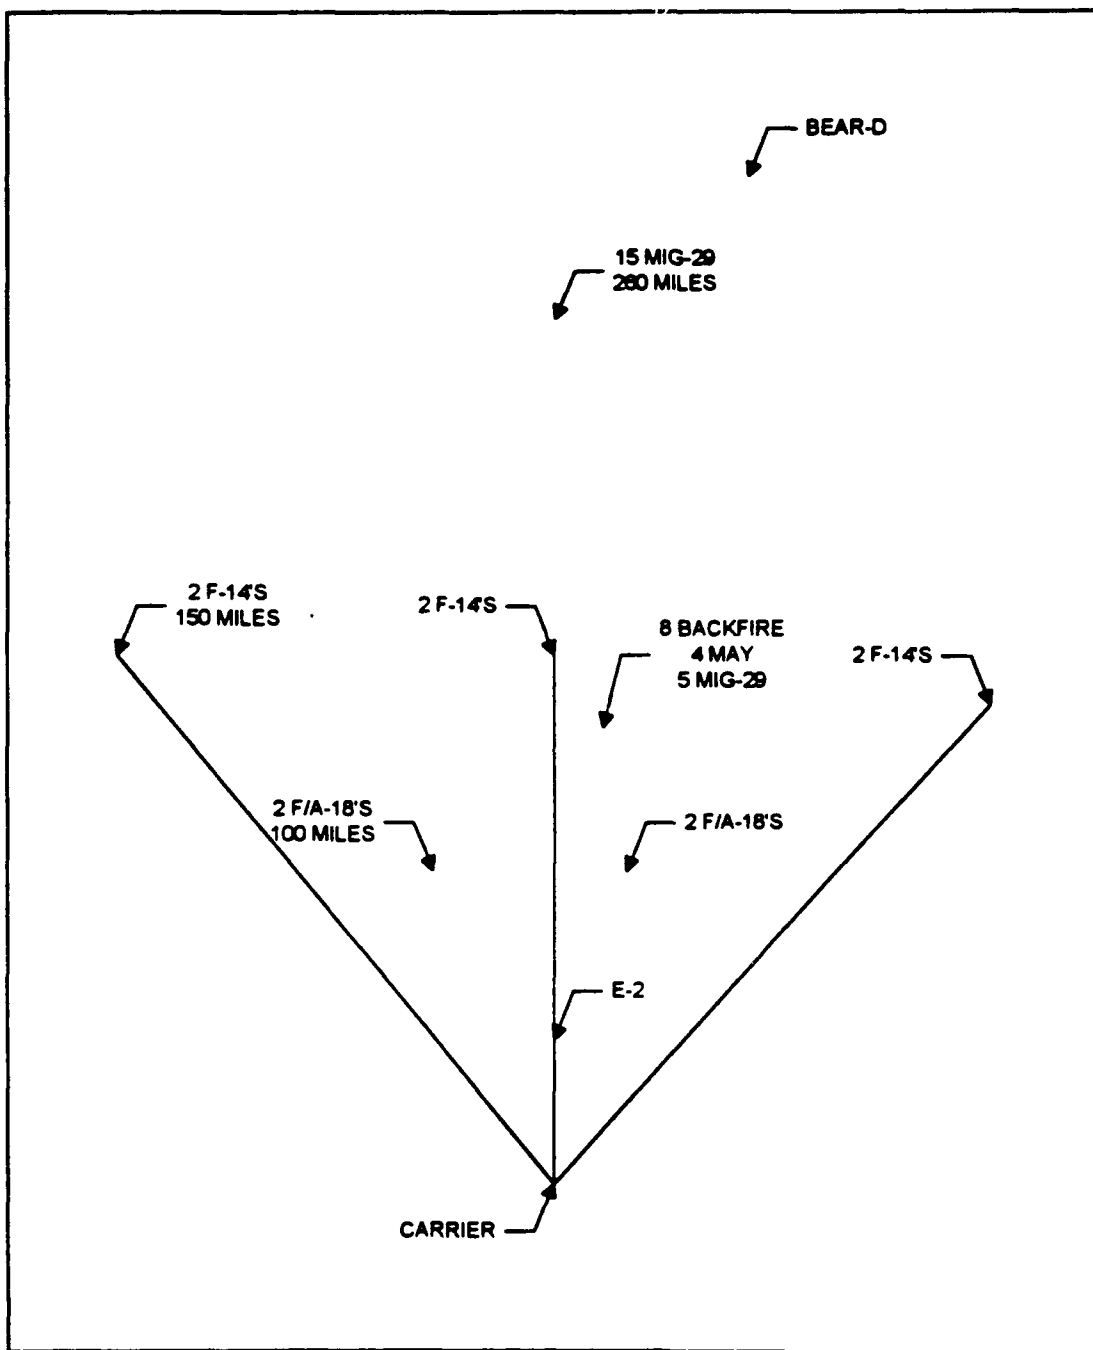 BEAR-D
15 MIG-29
260 MILES
2 F-14'S
150 MILES
2 F-14'S
8 BACKFIRE
4 MAY
5 MIG-29
2 F-14'S
2 F/A-18'S
100 MILES
2 F/A-18'S
E-2
CARRIER